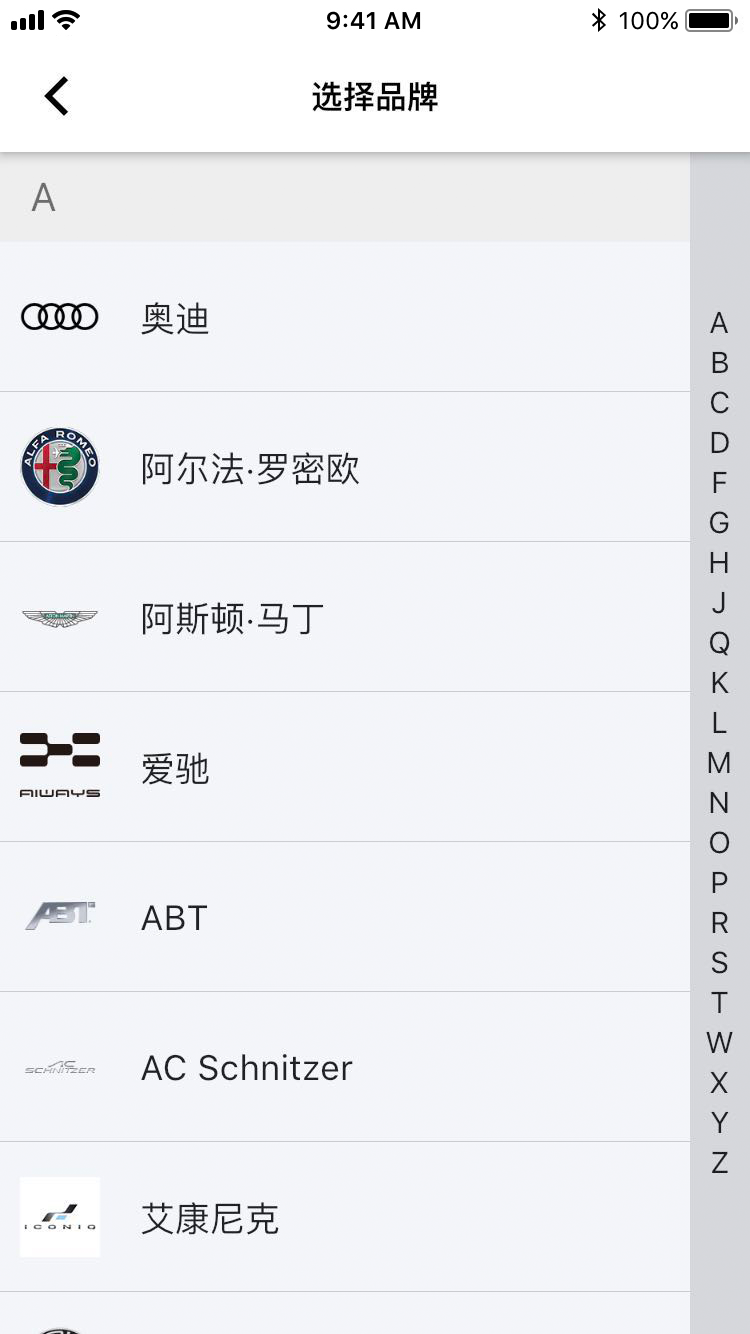 9:41 AM
100%
选择品牌
A
奥迪
ALFA ROMEO
阿尔法·罗密欧
阿斯顿·马丁
AIWAYS
爱驰
ABT
ABT
AC
SCHNITZER
AC Schnitzer
ICONIQ
艾康尼克
A
B
C
D
F
G
H
J
Q
K
L
M
N
O
P
R
S
T
W
X
Y
Z